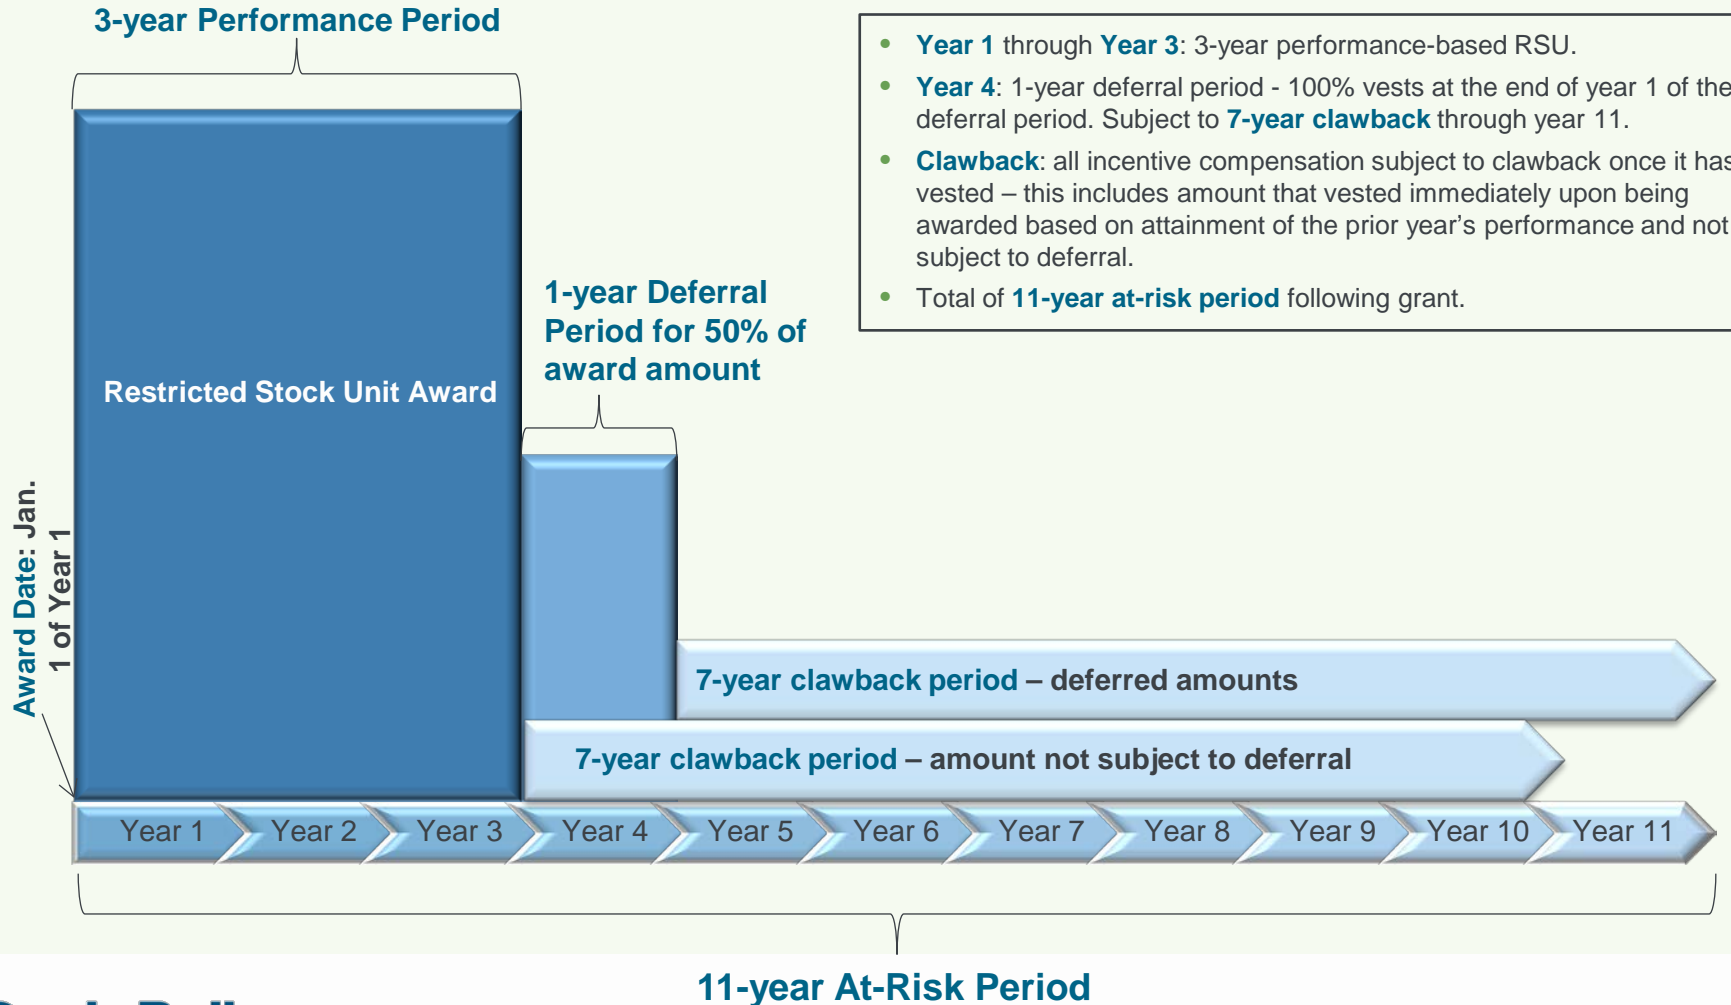 3-year Performance Period
• Year 1 through Year 3: 3-year performance-based RSU.
• Year 4: 1-year deferral period - 100% vests at the end of year 1 of the
deferral period. Subject to 7-year clawback through year 11.
• Clawback: all incentive compensation subject to clawback once it has
vested – this includes amount that vested immediately upon being
awarded based on attainment of the prior year’s performance and not
subject to deferral.
• Total of 11-year at-risk period following grant.
1-year Deferral
Period for 50% of
award amount
Restricted Stock Unit Award
Award Date: Jan.
1 of Year 1
7-year clawback period – deferred amounts
7-year clawback period – amount not subject to deferral
Year 1 Year 2 Year 3 Year 4 Year 5 Year 6 Year 7 Year 8 Year 9 Year 10 Year 11
11-year At-Risk Period